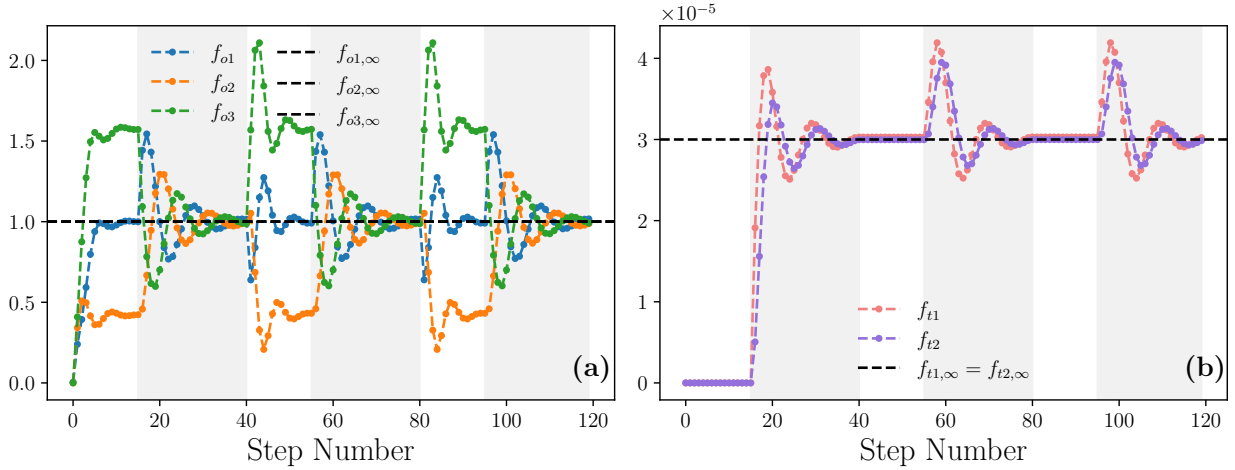 ×10⁻⁵
2.0
1.5
1.0
0.5
0.0
f_{o1}
f_{o2}
f_{o3}
f_{o1,∞}
f_{o2,∞}
f_{o3,∞}
(a)
0 20 40 60 80 100 120
Step Number
4
3
2
1
0
f_{t1}
f_{t2}
f_{t1,∞} = f_{t2,∞}
(b)
0 20 40 60 80 100 120
Step Number